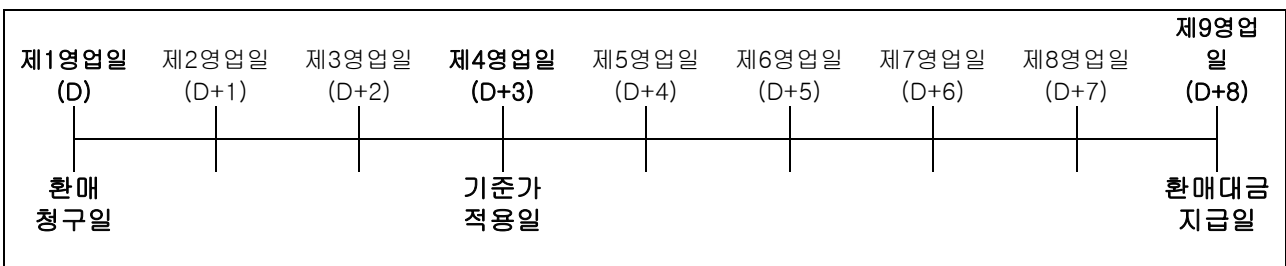 제1영업일 제2영업일 제3영업일 제4영업일 제5영업일 제6영업일 제7영업일 제8영업일 제9영업
일
(D) (D+1) (D+2) (D+3) (D+4) (D+5) (D+6) (D+7) (D+8)
환매 기준가 환매대금
청구일 적용일 지급일